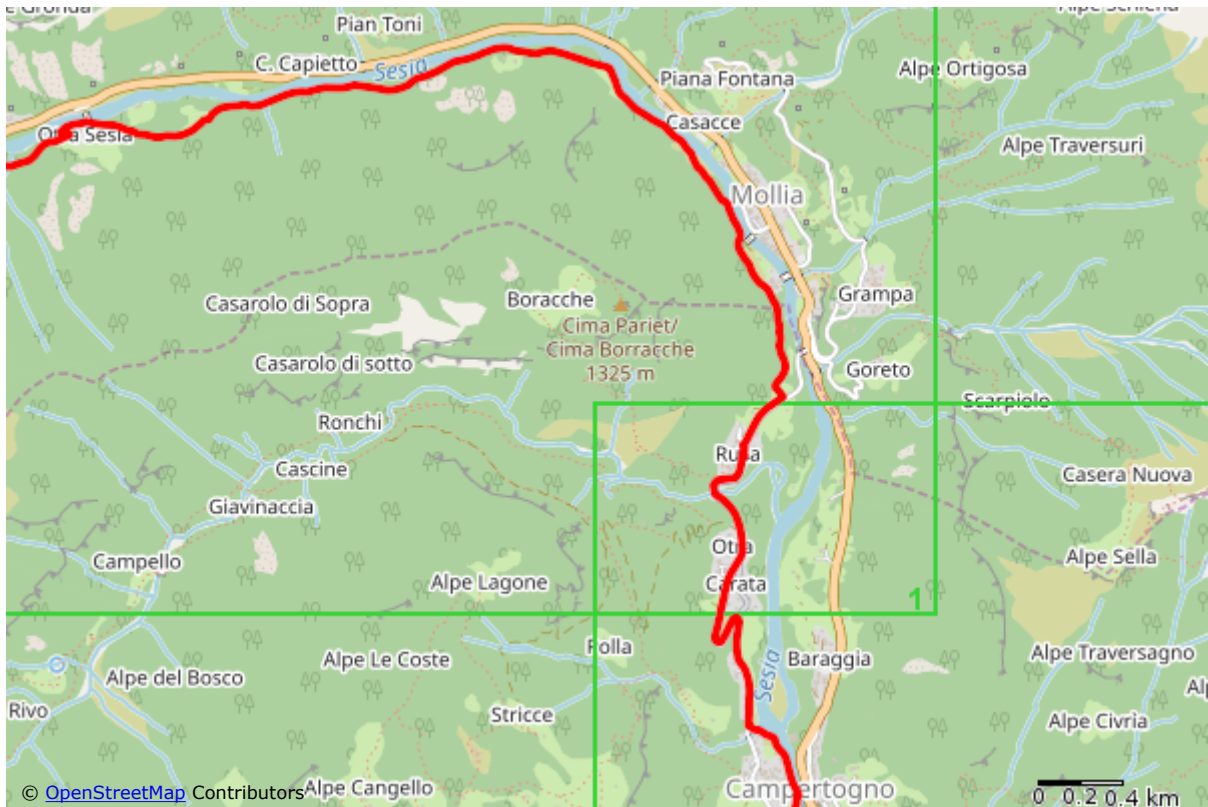 Pian Toni
C. Capietto
Sesia
Piana Fontana
Alpe Ortigosa
Casacce
Otra Sesia
Alpe Traversuri
Mollia
Grampa
Boracche
Casarolo di Sopra
Cima Pariet/
Cima Borracche
1325 m
Casarolo di sotto
Goreto
Scarpiolo
Ronchi
Rusa
Cascine
Casera Nuova
Giavinaccia
Otra
Alpe Sella
Campello
Alpe Lagone
Carata
1
Folla
Alpe Le Coste
Baraggia
Alpe Traversagno
Alpe del Bosco
Sesia
Rivo
Stricce
Alpe Civria
© OpenStreetMap Contributors
Alpe Cangello
Campertogno
0 0.2 0.4 km